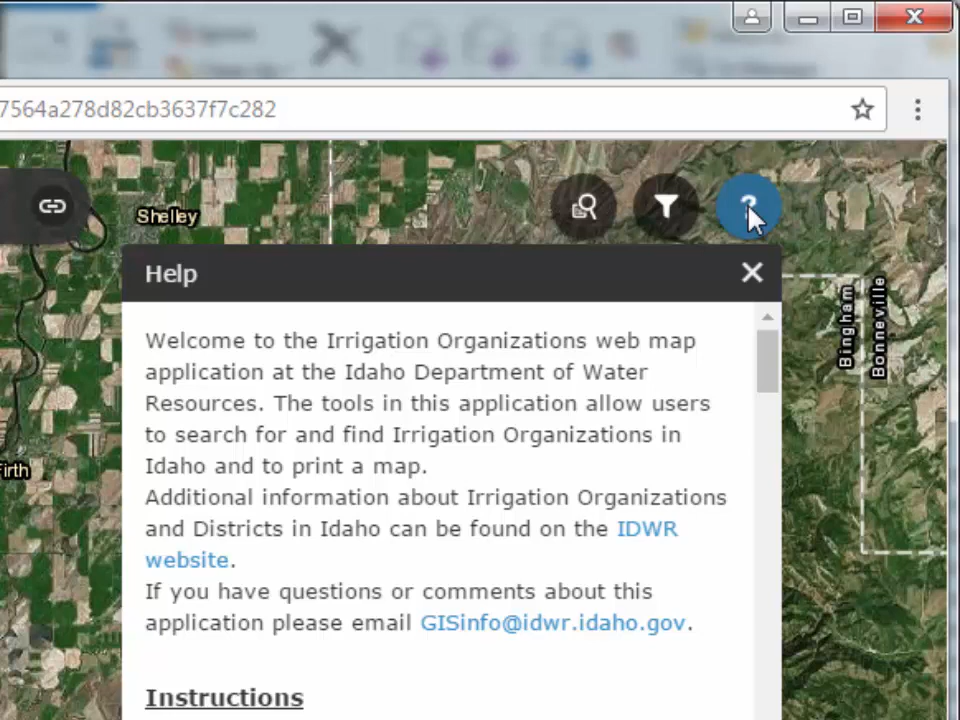 7564a278d82cb3637f7c282
Shelley
Help
Bingham
Bonneville
Welcome to the Irrigation Organizations web map
application at the Idaho Department of Water
Resources. The tools in this application allow users
to search for and find Irrigation Organizations in
Idaho and to print a map.
Additional information about Irrigation Organizations
and Districts in Idaho can be found on the IDWR
website.
If you have questions or comments about this
application please email GISinfo@idwr.idaho.gov.
Instructions